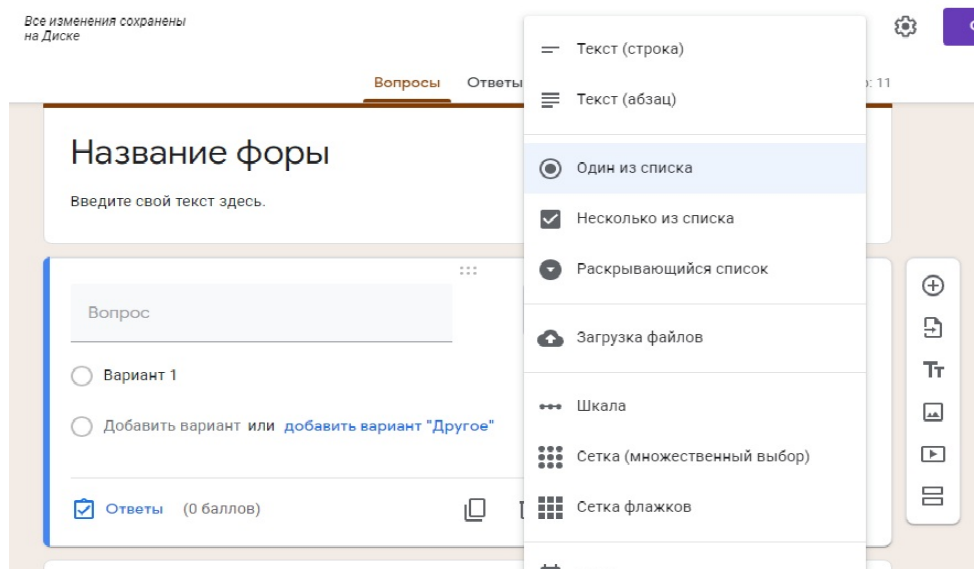 Все изменения сохранены
на Диске
Вопросы Ответы
: 11
Название форы
Введите свой текст здесь.
Вопрос
Вариант 1
Добавить вариант или добавить вариант "Другое"
Ответы (0 баллов)
Текст (строка)
Текст (абзац)
Один из списка
Несколько из списка
Раскрывающийся список
Загрузка файлов
Шкала
Сетка (множественный выбор)
Сетка флажков
Тт